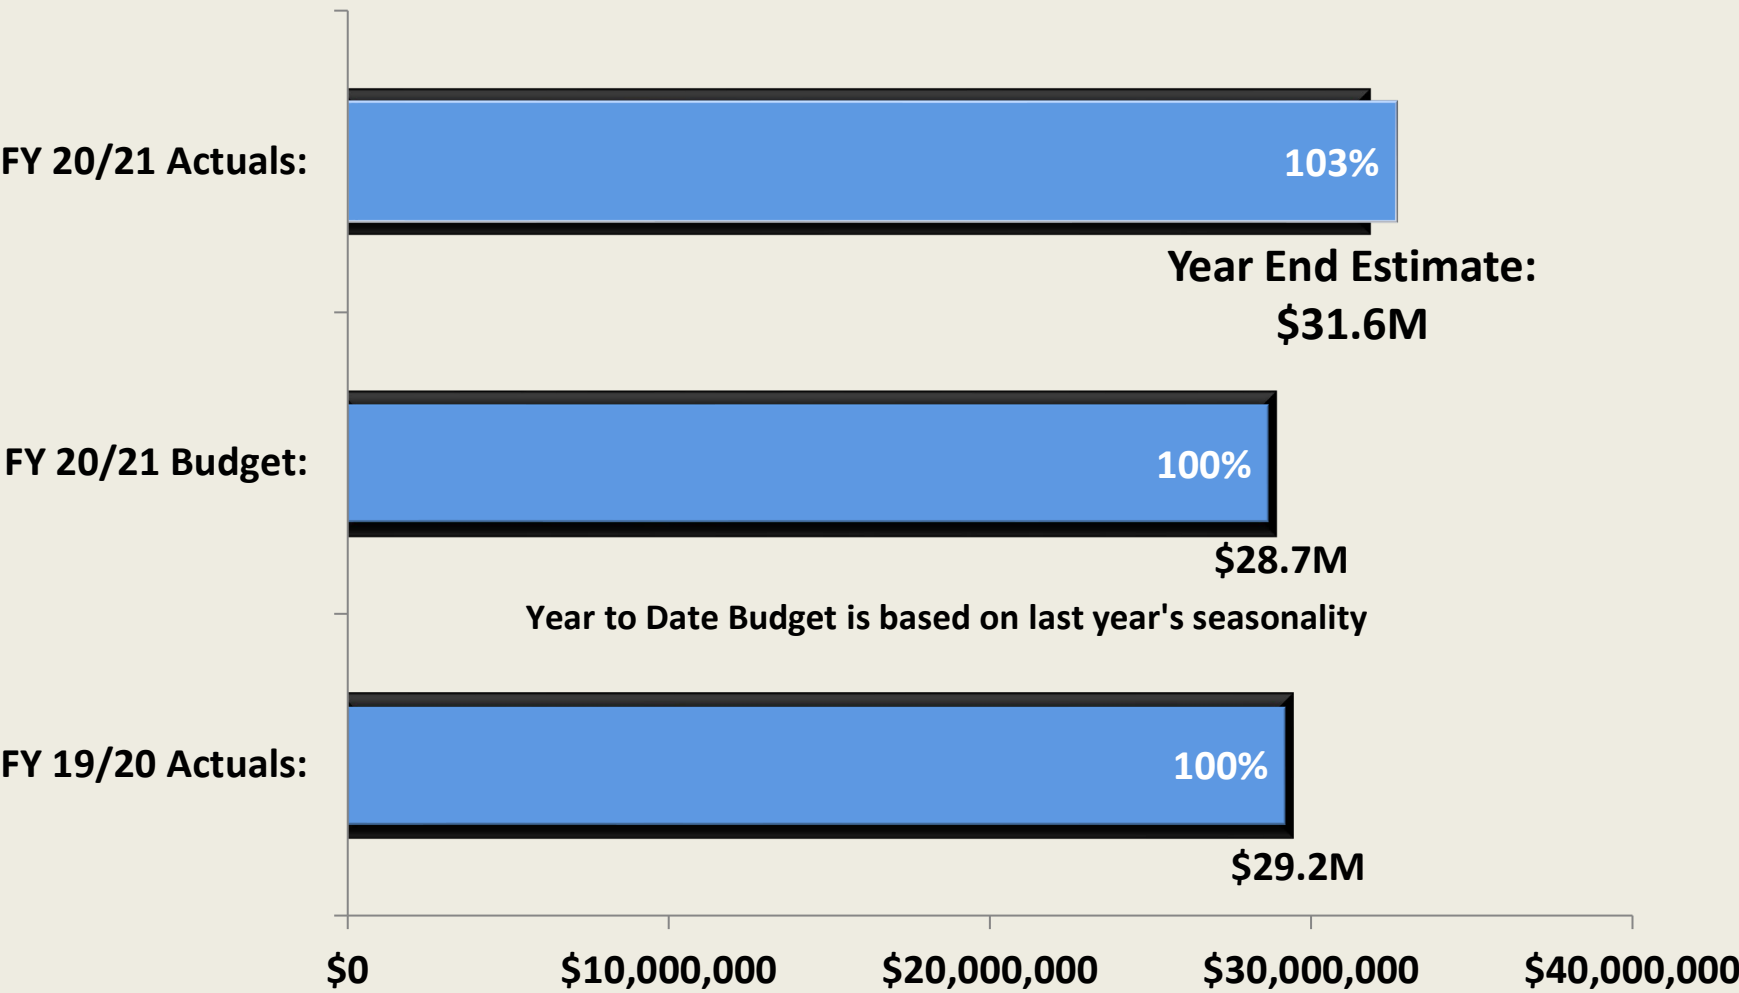 FY 20/21 Actuals:
103%
Year End Estimate:
$31.6M
FY 20/21 Budget:
100%
$28.7M
Year to Date Budget is based on last year's seasonality
FY 19/20 Actuals:
100%
$29.2M
$0
$10,000,000
$20,000,000
$30,000,000
$40,000,000